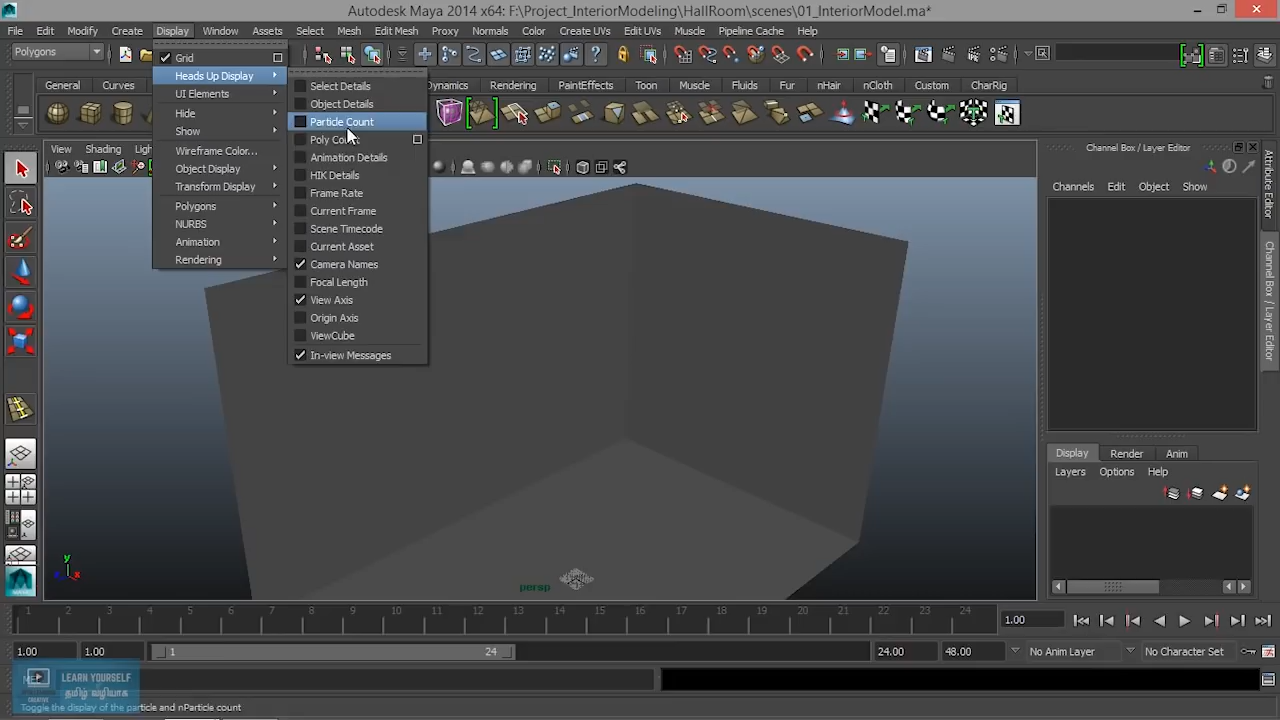 Autodesk Maya 2014 x64: F:\Project_InteriorModeling\HallRoom\scenes\01_InteriorModel.ma*
File Edit Modify Create Display Window Assets Select Mesh Edit Mesh Proxy Normals Color Create UVs Edit UVs Muscle Pipeline Cache Help
Polygons
General Curves Dynamics Rendering PaintEffects Toon Muscle Fluids Fur nHair nCloth Custom CharRig
Grid
Heads Up Display
UI Elements
Hide
Show
Wireframe Color...
Object Display
Transform Display
Polygons
NURBS
Animation
Rendering
Select Details
Object Details
Particle Count
Poly Count
Animation Details
HIK Details
Frame Rate
Current Frame
Scene Timecode
Current Asset
Camera Names
Focal Length
View Axis
Origin Axis
ViewCube
In-view Messages
View Shading
Channel Box / Layer Editor
Channels Edit Object Show
Attribute Editor
Channel Box / Layer Editor
Display Render Anim
Layers Options Help
y
x
persp
1 2 3 4 5 6 7 8 9 10 11 12 13 14 15 16 17 18 19 20 21 22 23 24
1.00
1.00 1.00 1 24 24.00 48.00 No Anim Layer No Character Set
LEARN YOURSELF
தமிழ் வழியாக
Toggle the display of the particle and nParticle count